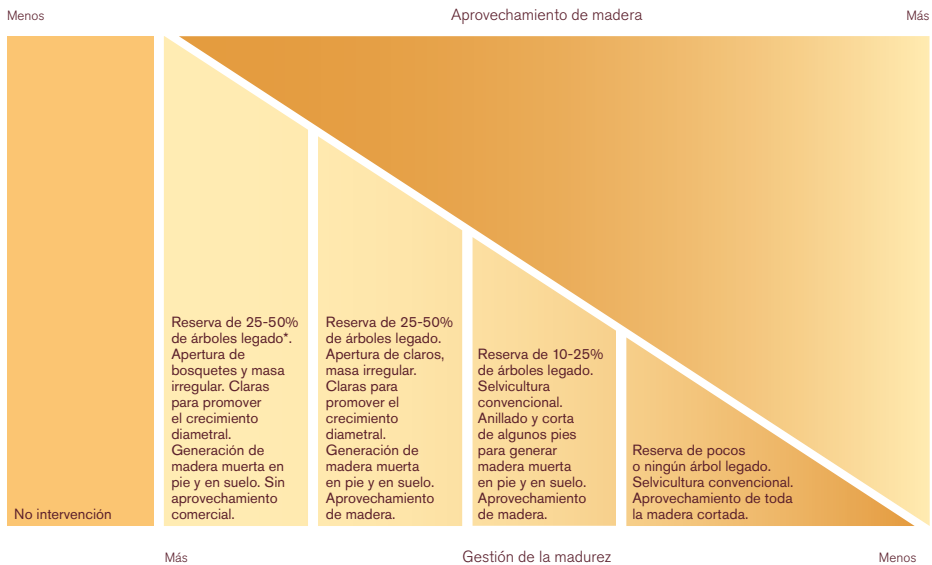 Menos
Aprovechamiento de madera
Más
No intervención
Reserva de 25-50%
de árboles legado*.
Apertura de
bosquetes y masa
irregular. Claras
para promover
el crecimiento
diametral.
Generación de
madera muerta en
pie y en suelo. Sin
aprovechamiento
comercial.
Reserva de 25-50%
de árboles legado.
Apertura de claros,
masa irregular.
Claras para
promover el
crecimiento
diametral.
Generación de
madera muerta
en pie y en suelo.
Aprovechamiento
de madera.
Reserva de 10-25%
de árboles legado.
Selvicultura
convencional.
Anillado y corta
de algunos pies
para generar
madera muerta
en pie y en suelo.
Aprovechamiento
de madera.
Reserva de pocos
o ningún árbol legado.
Selvicultura convencional.
Aprovechamiento de toda
la madera cortada.
Más
Gestión de la madurez
Menos